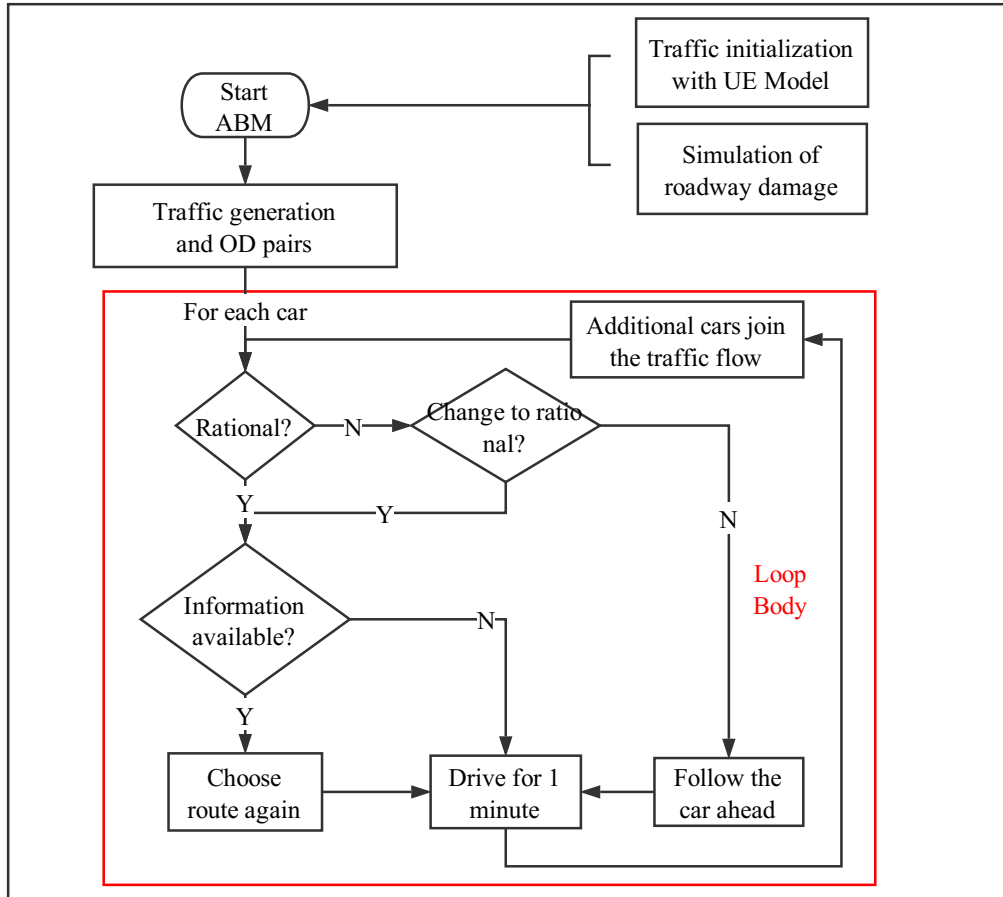 Traffic initialization
with UE Model
Start
ABM
Simulation of
roadway damage
Traffic generation
and OD pairs
For each car
Additional cars join
the traffic flow
Rational?
N
Change to ratio
nal?
Y
Y
N
Information
available?
N
Loop
Body
Y
Choose
route again
Drive for 1
minute
Follow the
car ahead